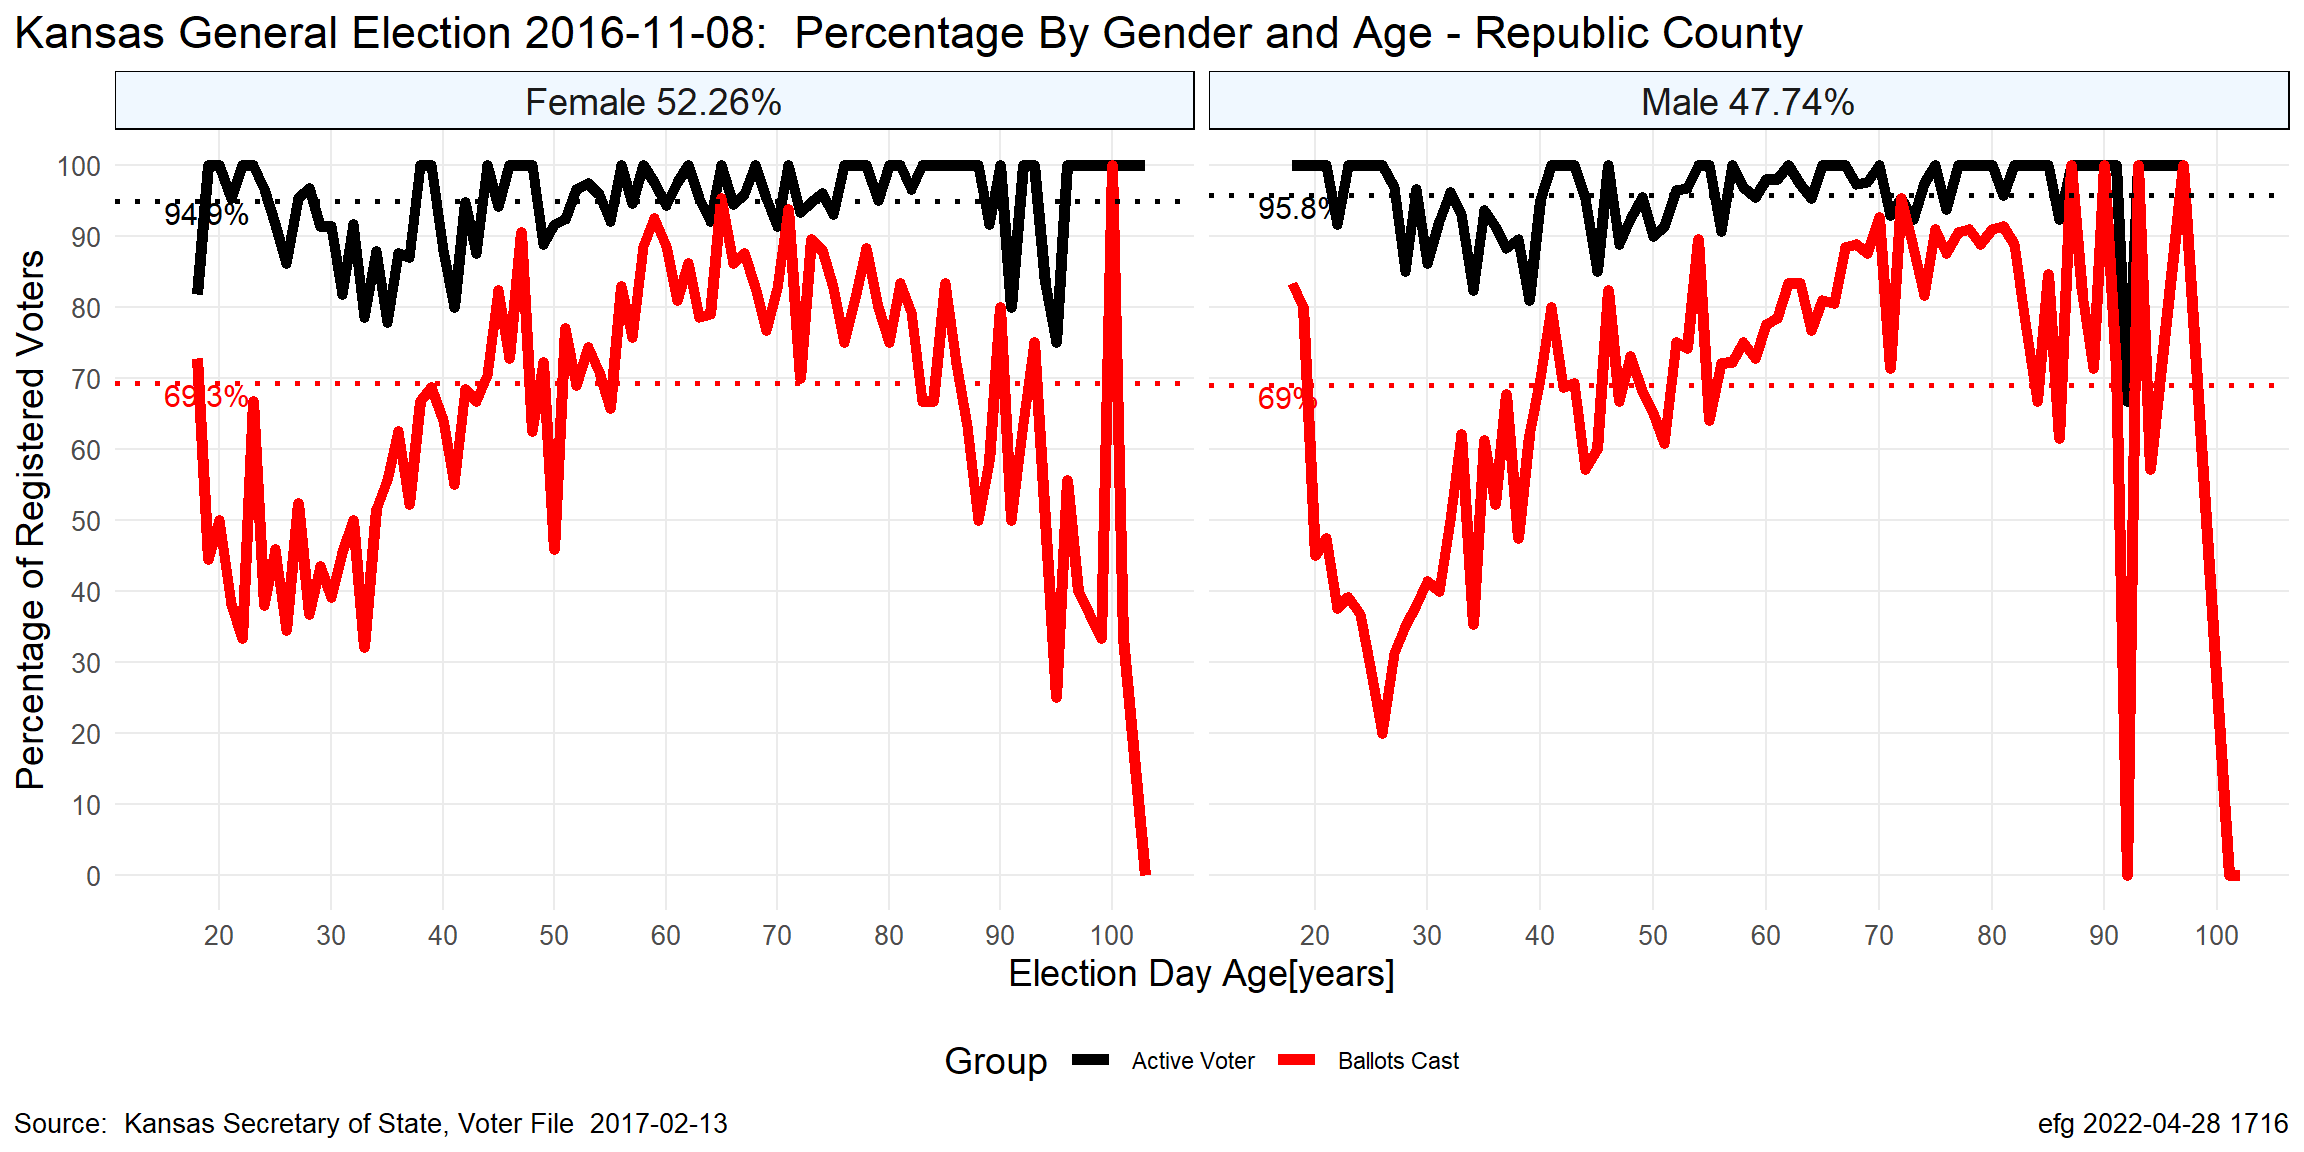 Kansas General Election 2016-11-08:  Percentage By Gender and Age - Republic County
Female 52.26%
Male 47.74%
Percentage of Registered Voters
100
90
80
70
60
50
40
30
20
10
0
94.9%
69.3%
95.8%
69%
20 30 40 50 60 70 80 90 100
20 30 40 50 60 70 80 90 100
Election Day Age[years]
Group Active Voter Ballots Cast
Source:  Kansas Secretary of State, Voter File  2017-02-13
efg 2022-04-28 1716